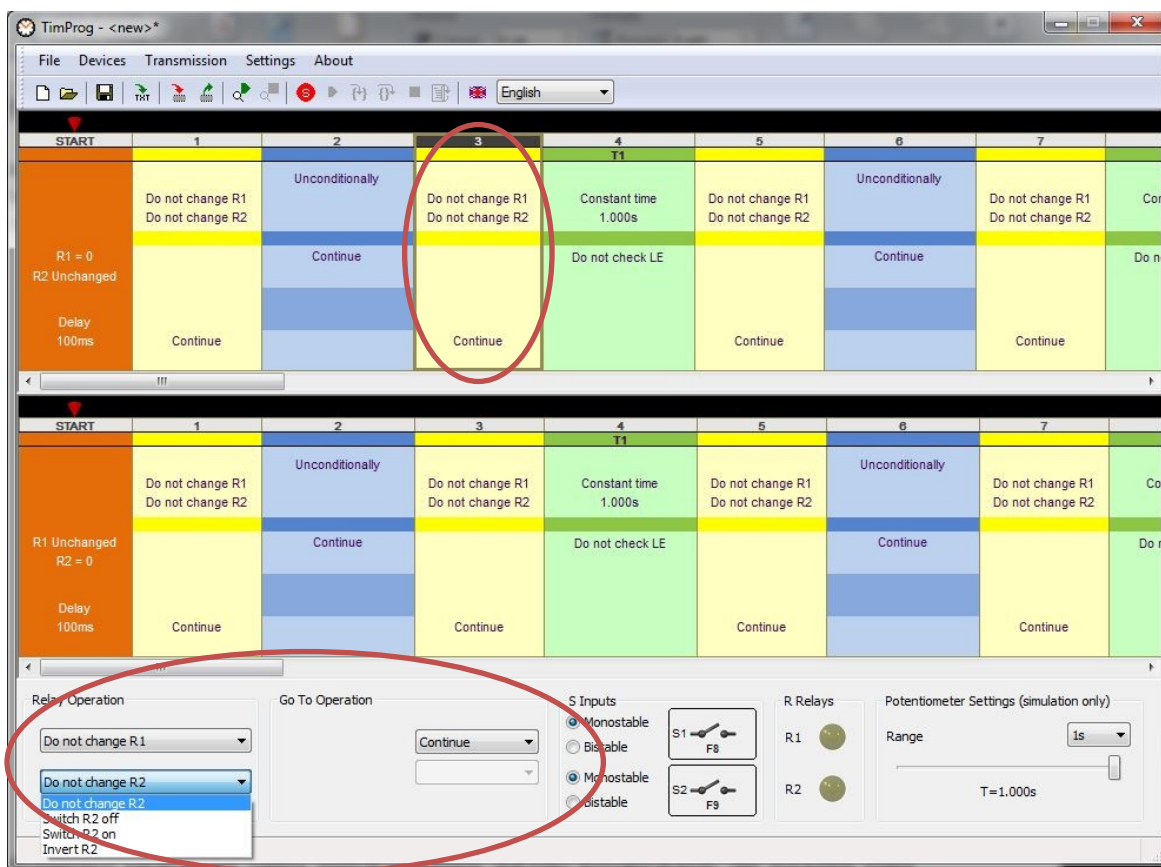 TimProg - <new>*
File Devices Transmission Settings About
TXT S English
START 1 2 3 4 5 6 7
T1
Unconditionally Unconditionally
Do not change R1 Do not change R1 Constant time Do not change R1 Do not change R1
Do not change R2 Do not change R2 1.000s Do not change R2 Do not change R2
R1 = 0 Continue Do not check LE Continue
R2 Unchanged
Delay
100ms Continue Continue Continue Continue
START 1 2 3 4 5 6 7
T1
Unconditionally Unconditionally
Do not change R1 Do not change R1 Constant time Do not change R1 Do not change R1
Do not change R2 Do not change R2 1.000s Do not change R2 Do not change R2
R1 Unchanged Continue Do not check LE Continue
R2 = 0
Delay
100ms Continue Continue Continue Continue
Relay Operation Go To Operation S Inputs R Relays Potentiometer Settings (simulation only)
Do not change R1 Continue Monostable S1 F8 R1 Range 1s
Bistable
Do not change R2 Monostable S2 F9 R2 T=1.000s
Do not change R2 Bistable
Switch R2 off
Switch R2 on
Invert R2